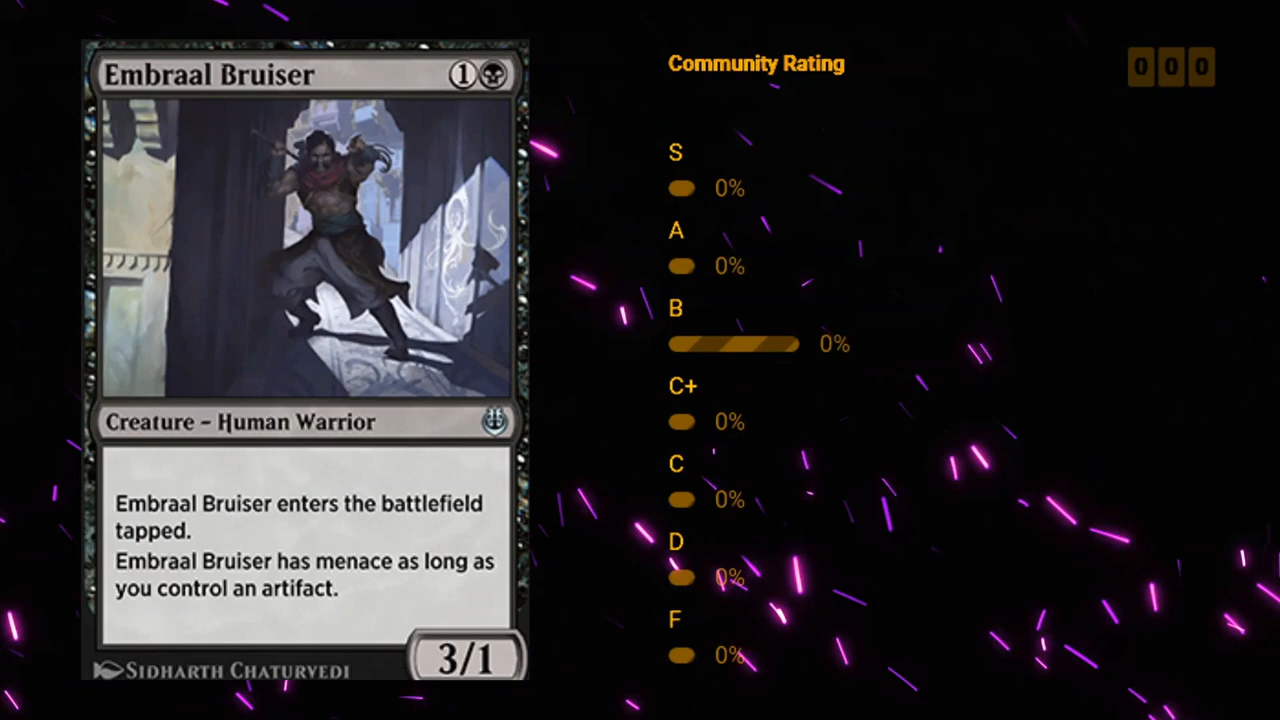 Embraal Bruiser 1
Creature – Human Warrior
Embraal Bruiser enters the battlefield
tapped.
Embraal Bruiser has menace as long as
you control an artifact.
3/1
SIDHARTH CHATURVEDI
Community Rating
0 0 0
S
0%
A
0%
B
0%
C+
0%
C
0%
D
0%
F
0%